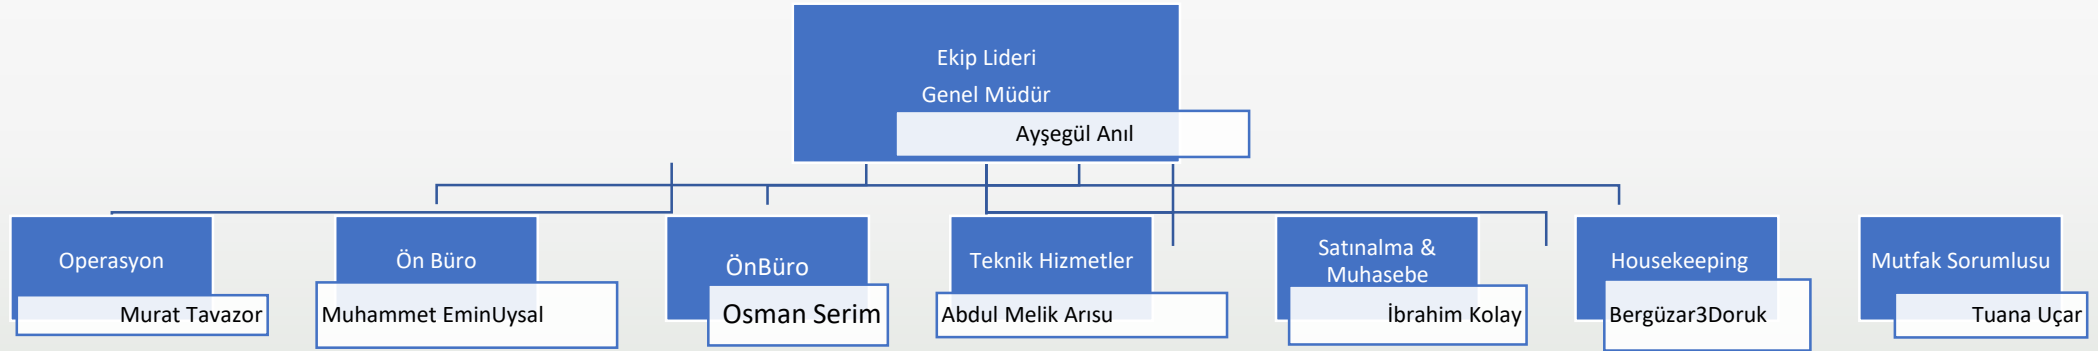 Ekip Lideri
Genel Müdür
Ayşegül Anıl
Operasyon
Murat Tavazor
Ön Büro
Muhammet EminUysal
ÖnBüro
Osman Serim
Teknik Hizmetler
Abdul Melik Arısu
Satınalma &
Muhasebe
İbrahim Kolay
Housekeeping
Bergüzar3Doruk
Mutfak Sorumlusu
Tuana Uçar